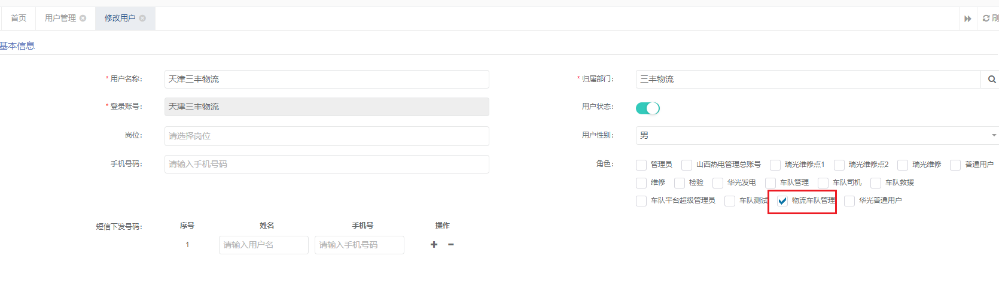 首页 用户管理 修改用户 刷
基本信息
* 用户名称： 天津三丰物流 * 归属部门： 三丰物流
* 登录账号： 天津三丰物流 用户状态：
岗位： 请选择岗位 用户性别： 男
手机号码： 请输入手机号码 角色： 管理员 山西热电管理总账号 瑞光维修点1 瑞光维修点2 瑞光维修 普通用户
维修 检验 华光发电 车队管理 车队司机 车队救援
车队平台超级管理员 车队测试 物流车队管理 华光普通用户
短信下发号码： 序号 姓名 手机号 操作
1 请输入用户名 请输入手机号码